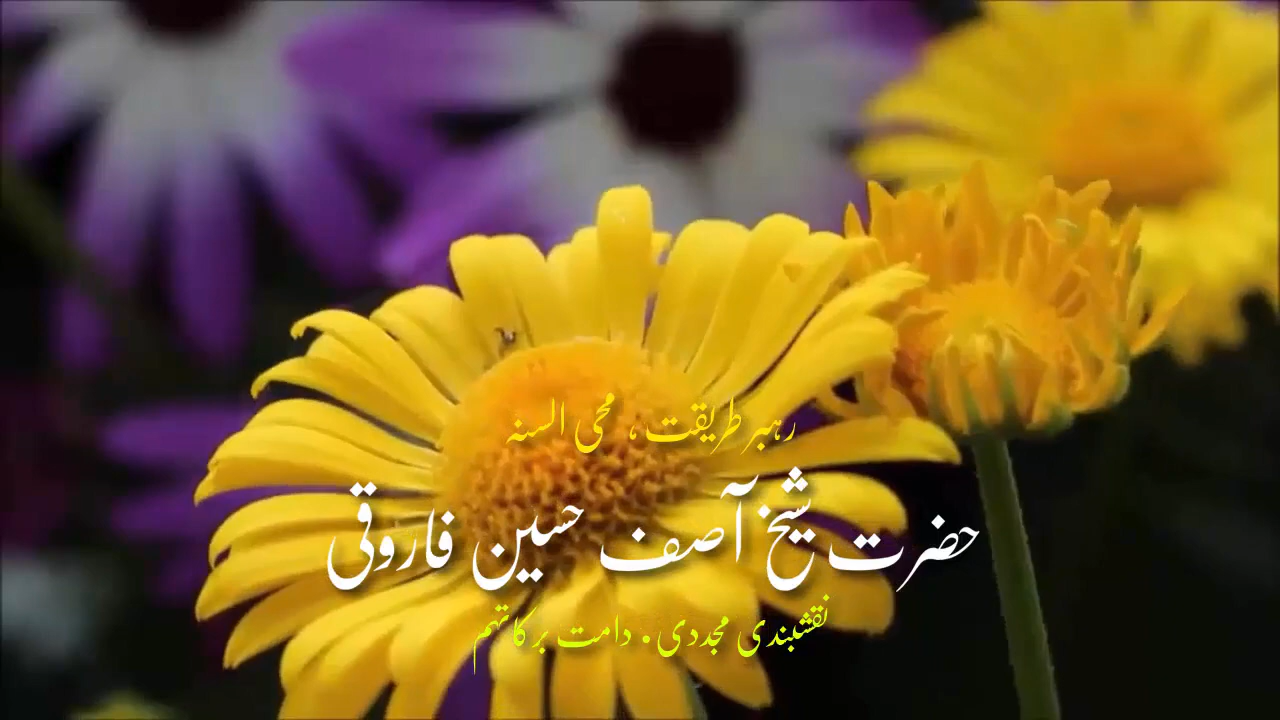 رہبر طریقت، محی السنہ
حضرت شیخ آصف حسین فاروقی
نقشبندی مجددی . دامت برکاتہم